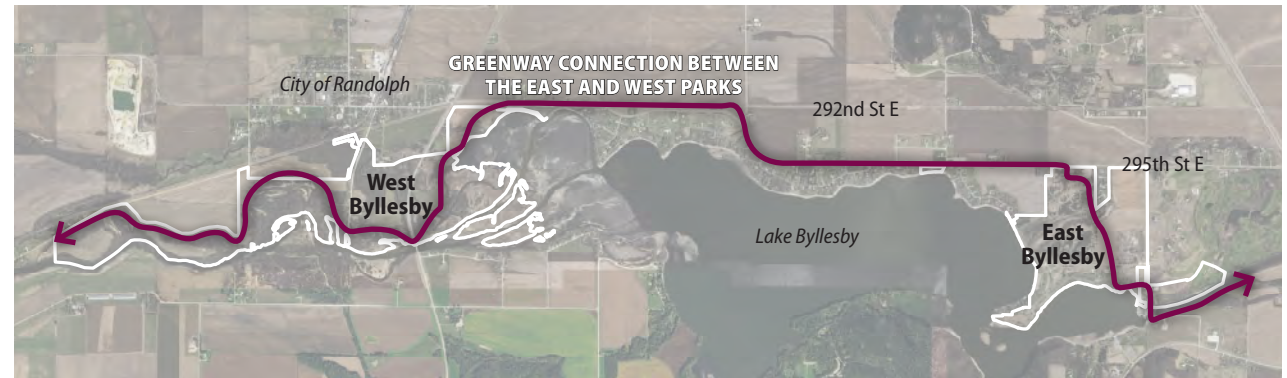 GREENWAY CONNECTION BETWEEN
THE EAST AND WEST PARKS
City of Randolph
292nd St E
295th St E
West
Byllesby
Lake Byllesby
East
Byllesby